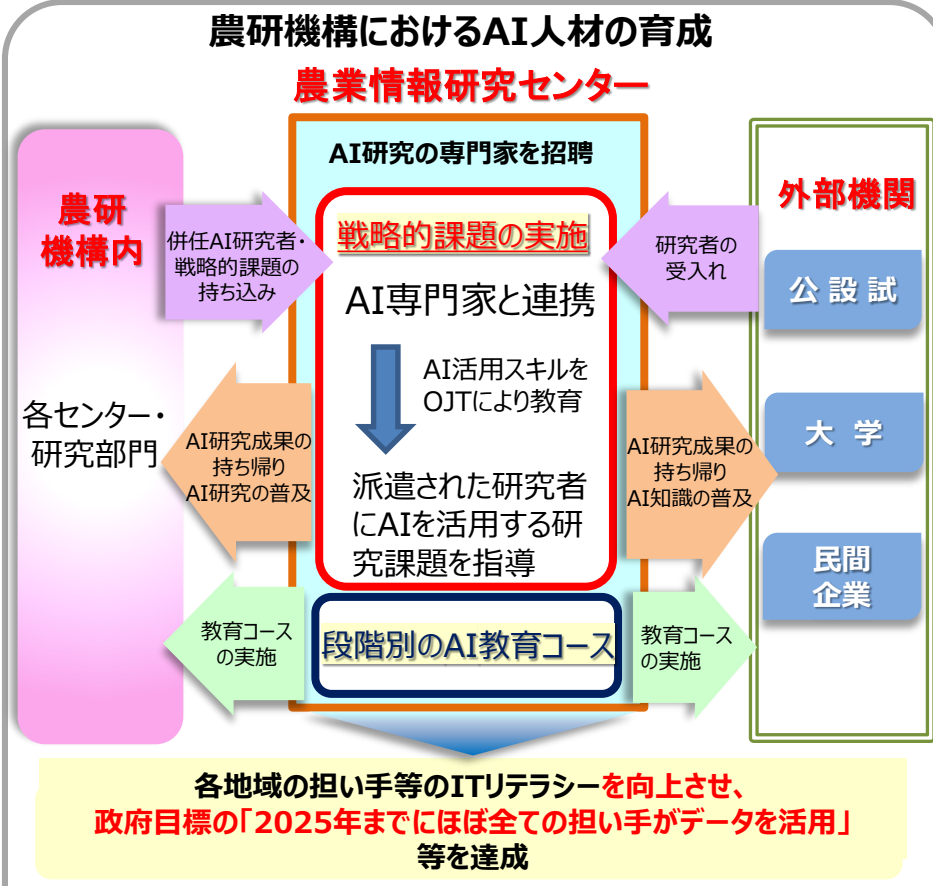 農研機構におけるAI人材の育成
農業情報研究センター
AI研究の専門家を招聘
農研
機構内
各センター・
研究部門
併任AI研究者・
戦略的課題の
持ち込み
AI研究成果の
持ち帰り
AI研究の普及
教育コース
の実施
戦略的課題の実施
AI専門家と連携
AI活用スキルを
OJTにより教育
派遣された研究者
にAIを活用する研
究課題を指導
段階別のAI教育コース
研究者の
受入れ
AI研究成果の
持ち帰り
AI知識の普及
教育コース
の実施
外部機関
公設試
大学
民間
企業
各地域の担い手等のITリテラシーを向上させ、
政府目標の「2025年までにほぼ全ての担い手がデータを活用」
等を達成